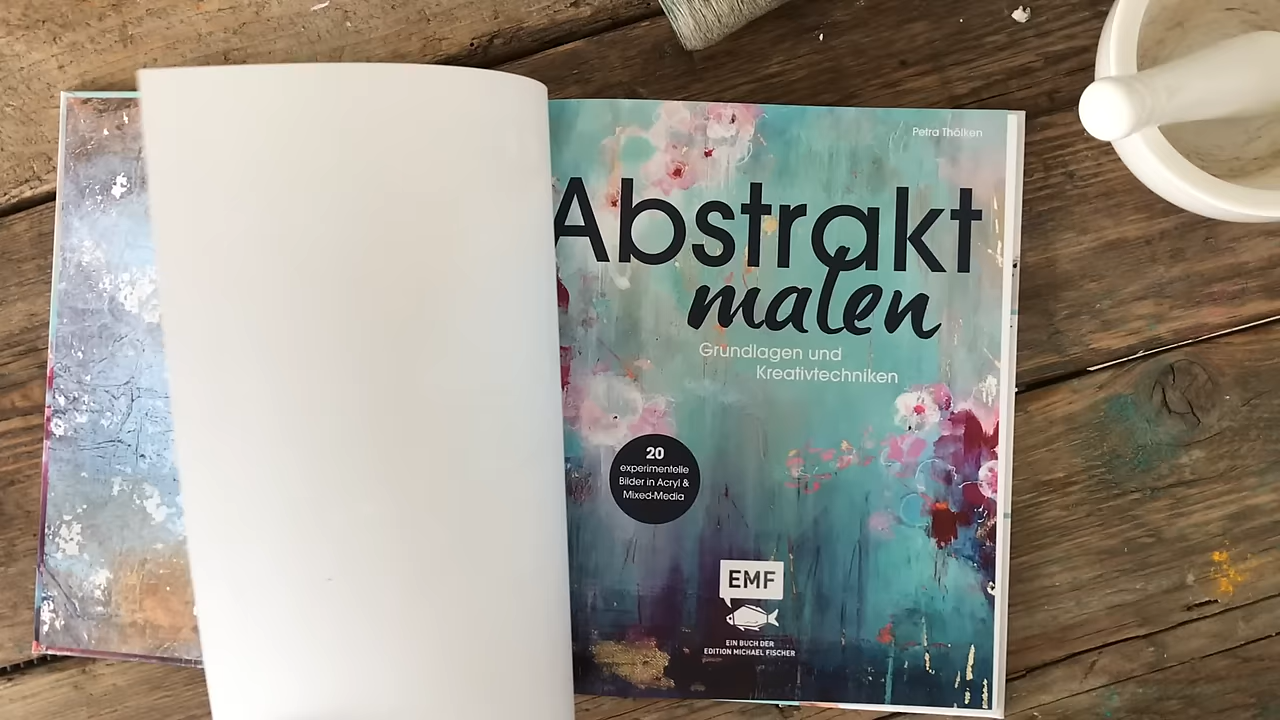 Petra Thölken
Abstrakt
malen
Grundlagen und
Kreativtechniken
20
experimentelle
Bilder in Acryl &
Mixed-Media
EMF
EIN BUCH DER
EDITION MICHAEL FISCHER